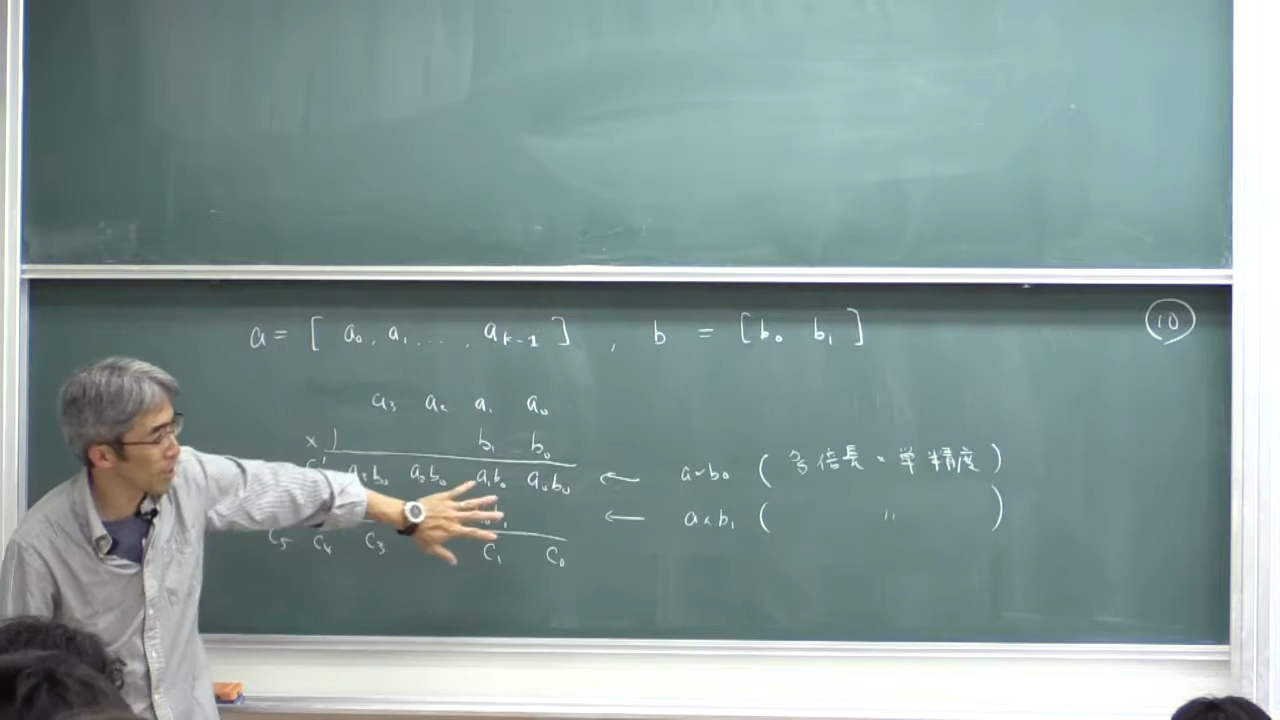 a = [ a₀, a₁, ..., aₖ₋₁ ] , b = [ b₀ b₁ ]
⑩
a₃ a₂ a₁ a₀
×) b₁ b₀
a₃b₀ a₂b₀ a₁b₀ a₀b₀ ← a×b₀ ( 多倍長 × 単精度 )
← a×b₁ ( 〃 )
c₅ c₄ c₃ c₁ c₀